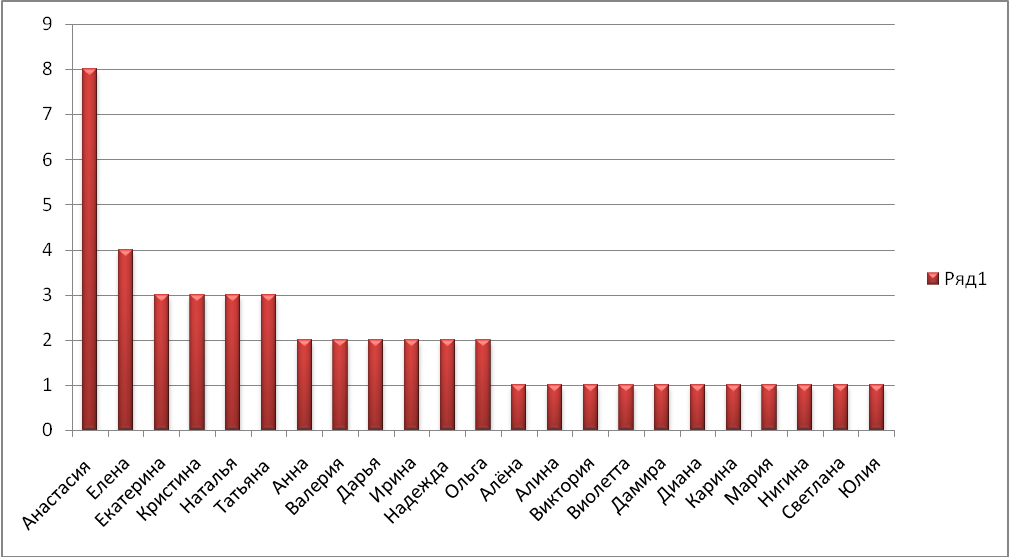 9
8
7
6
5
4
3
2
1
0
Анастасия
Елена
Екатерина
Кристина
Наталья
Татьяна
Анна
Валерия
Дарья
Ирина
Надежда
Ольга
Алёна
Алина
Виктория
Виолетта
Дамира
Диана
Карина
Мария
Нигина
Светлана
Юлия
Ряд1